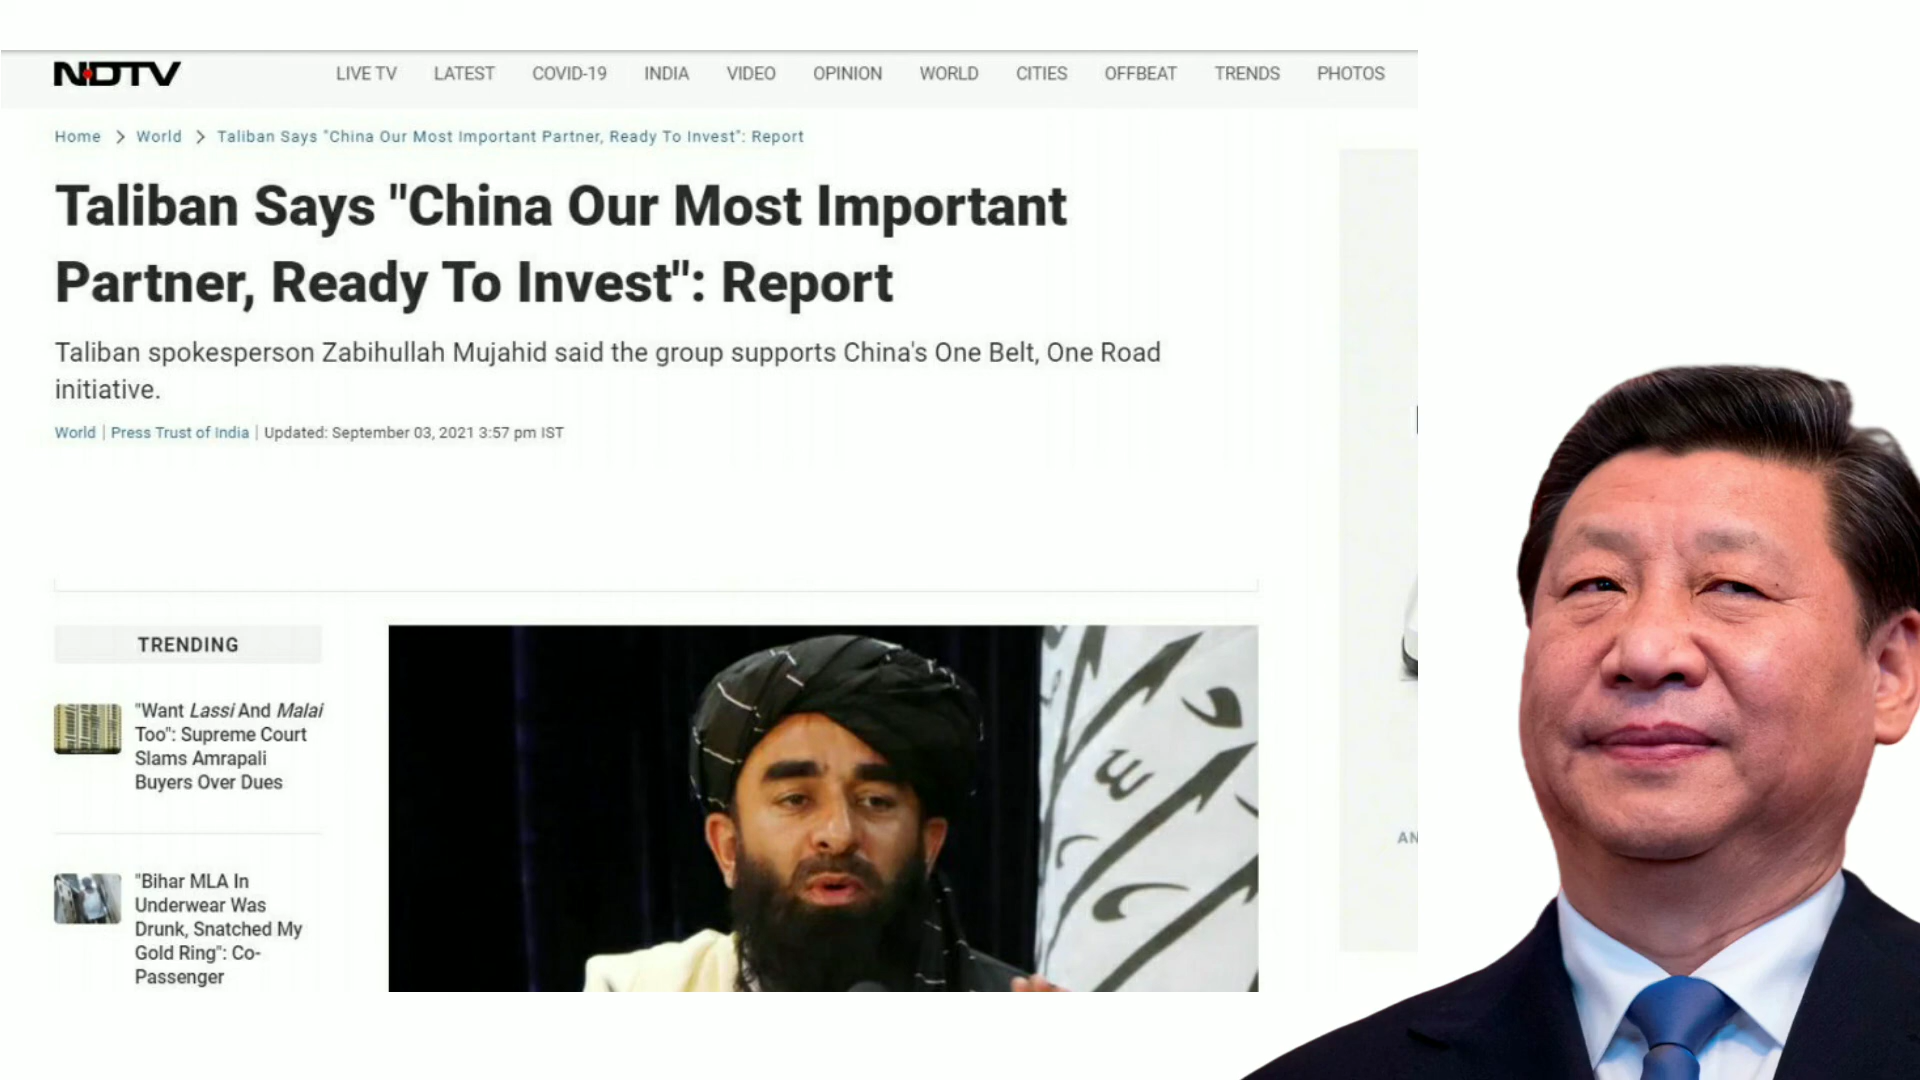 NDTV LIVE TV LATEST COVID-19 INDIA VIDEO OPINION WORLD CITIES OFFBEAT TRENDS PHOTOS
Home > World > Taliban Says "China Our Most Important Partner, Ready To Invest": Report
Taliban Says "China Our Most Important
Partner, Ready To Invest": Report
Taliban spokesperson Zabihullah Mujahid said the group supports China's One Belt, One Road
initiative.
World | Press Trust of India | Updated: September 03, 2021 3:57 pm IST
TRENDING
"Want Lassi And Malai
Too": Supreme Court
Slams Amrapali
Buyers Over Dues
"Bihar MLA In
Underwear Was
Drunk, Snatched My
Gold Ring": Co-
Passenger